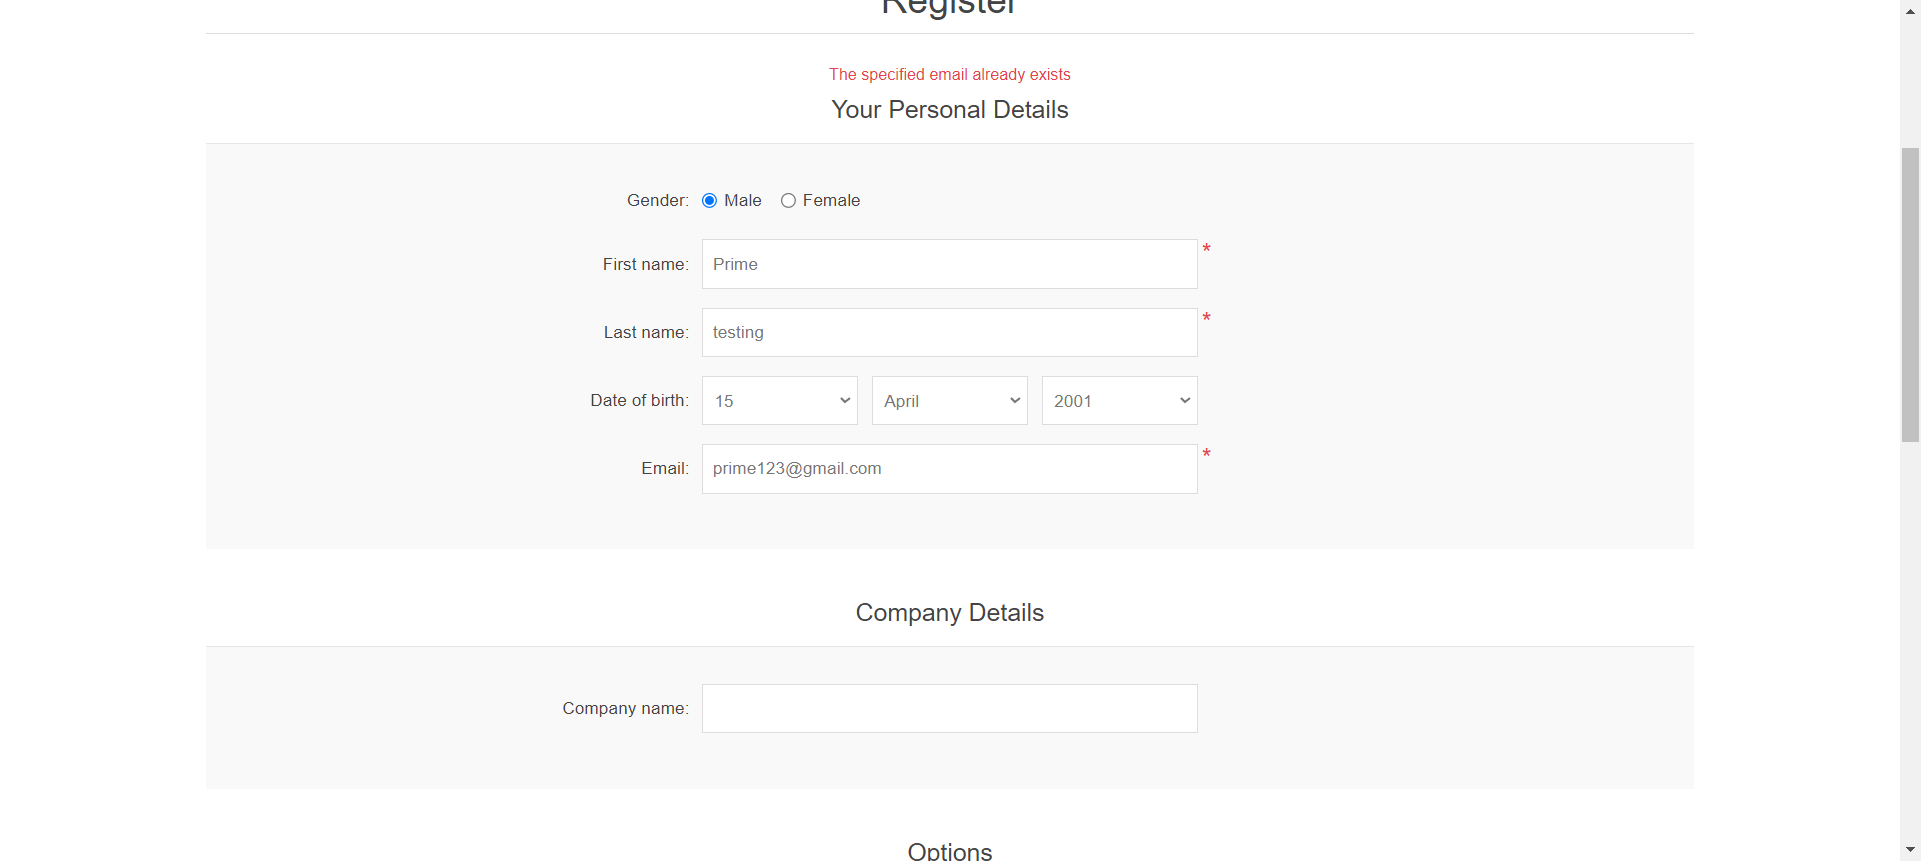 Register
The specified email already exists
Your Personal Details
Gender: Male Female
First name: Prime *
Last name: testing *
Date of birth: 15 April 2001
Email: prime123@gmail.com *
Company Details
Company name:
Options